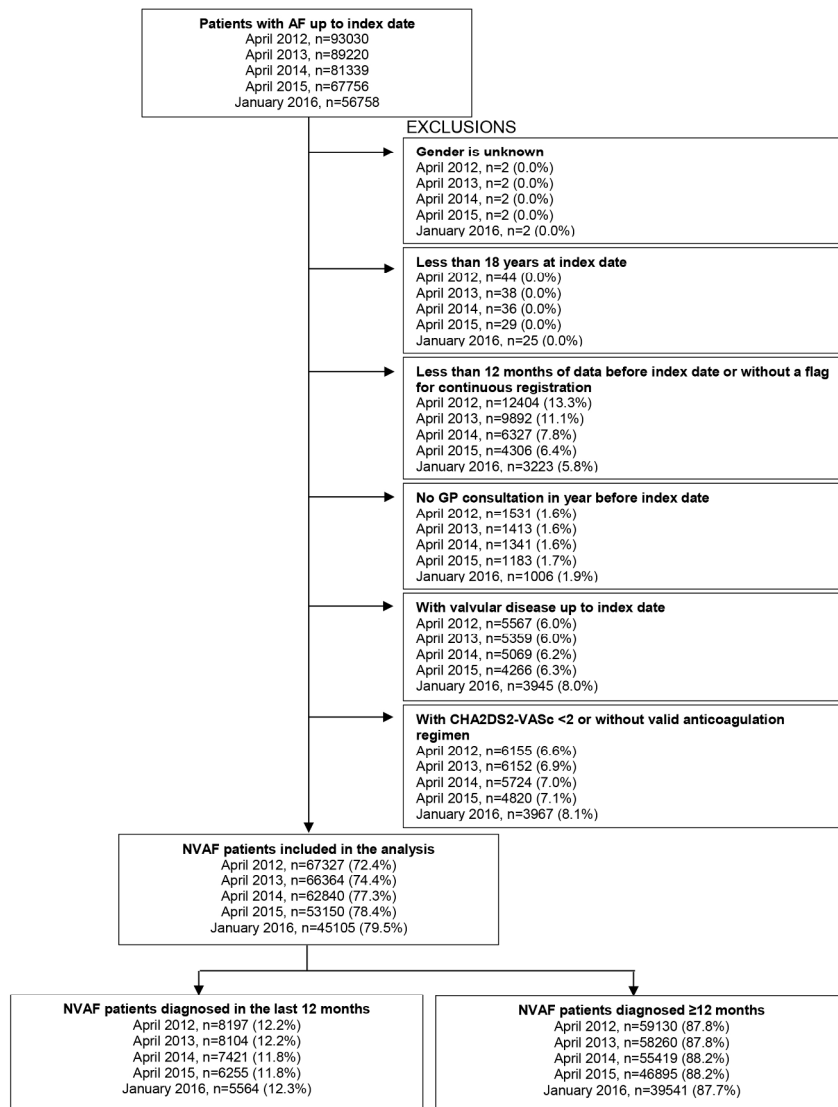 Patients with AF up to index date
April 2012, n=93030
April 2013, n=89220
April 2014, n=81339
April 2015, n=67756
January 2016, n=56758
EXCLUSIONS
Gender is unknown
April 2012, n=2 (0.0%)
April 2013, n=2 (0.0%)
April 2014, n=2 (0.0%)
April 2015, n=2 (0.0%)
January 2016, n=2 (0.0%)
Less than 18 years at index date
April 2012, n=44 (0.0%)
April 2013, n=38 (0.0%)
April 2014, n=36 (0.0%)
April 2015, n=29 (0.0%)
January 2016, n=25 (0.0%)
Less than 12 months of data before index date or without a flag
for continuous registration
April 2012, n=12404 (13.3%)
April 2013, n=9892 (11.1%)
April 2014, n=6327 (7.8%)
April 2015, n=4306 (6.4%)
January 2016, n=3223 (5.8%)
No GP consultation in year before index date
April 2012, n=1531 (1.6%)
April 2013, n=1413 (1.6%)
April 2014, n=1341 (1.6%)
April 2015, n=1183 (1.7%)
January 2016, n=1006 (1.9%)
With valvular disease up to index date
April 2012, n=5567 (6.0%)
April 2013, n=5359 (6.0%)
April 2014, n=5069 (6.2%)
April 2015, n=4266 (6.3%)
January 2016, n=3945 (8.0%)
With CHA2DS2-VASc <2 or without valid anticoagulation
regimen
April 2012, n=6155 (6.6%)
April 2013, n=6152 (6.9%)
April 2014, n=5724 (7.0%)
April 2015, n=4820 (7.1%)
January 2016, n=3967 (8.1%)
NVAF patients included in the analysis
April 2012, n=67327 (72.4%)
April 2013, n=66364 (74.4%)
April 2014, n=62840 (77.3%)
April 2015, n=53150 (78.4%)
January 2016, n=45105 (79.5%)
NVAF patients diagnosed in the last 12 months
April 2012, n=8197 (12.2%)
April 2013, n=8104 (12.2%)
April 2014, n=7421 (11.8%)
April 2015, n=6255 (11.8%)
January 2016, n=5564 (12.3%)
NVAF patients diagnosed ≥12 months
April 2012, n=59130 (87.8%)
April 2013, n=58260 (87.8%)
April 2014, n=55419 (88.2%)
April 2015, n=46895 (88.2%)
January 2016, n=39541 (87.7%)